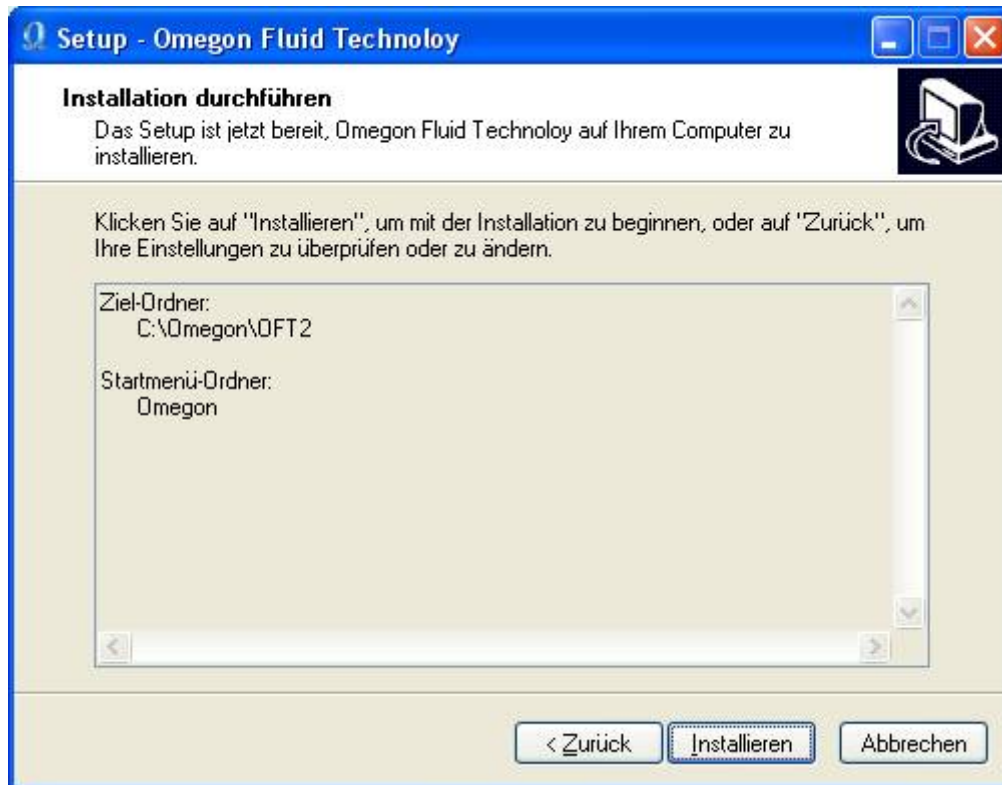 Setup - Omegon Fluid Technoloy
Installation durchführen
Das Setup ist jetzt bereit, Omegon Fluid Technoloy auf Ihrem Computer zu
installieren.
Klicken Sie auf "Installieren", um mit der Installation zu beginnen, oder auf "Zurück", um
Ihre Einstellungen zu überprüfen oder zu ändern.
Ziel-Ordner:
C:\Omegon\OFT2
Startmenü-Ordner:
Omegon
< Zurück
Installieren
Abbrechen